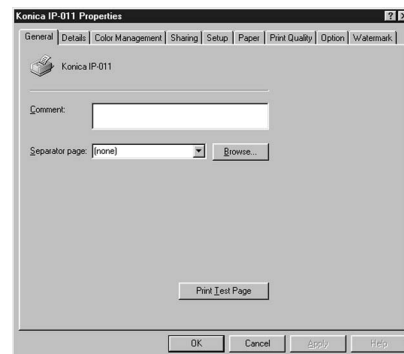 Konica IP-011 Properties
General Details Color Management Sharing Setup Paper Print Quality Option Watermark
Konica IP-011
Comment:
Separator page: (none) Browse...
Print Test Page
OK Cancel Apply Help